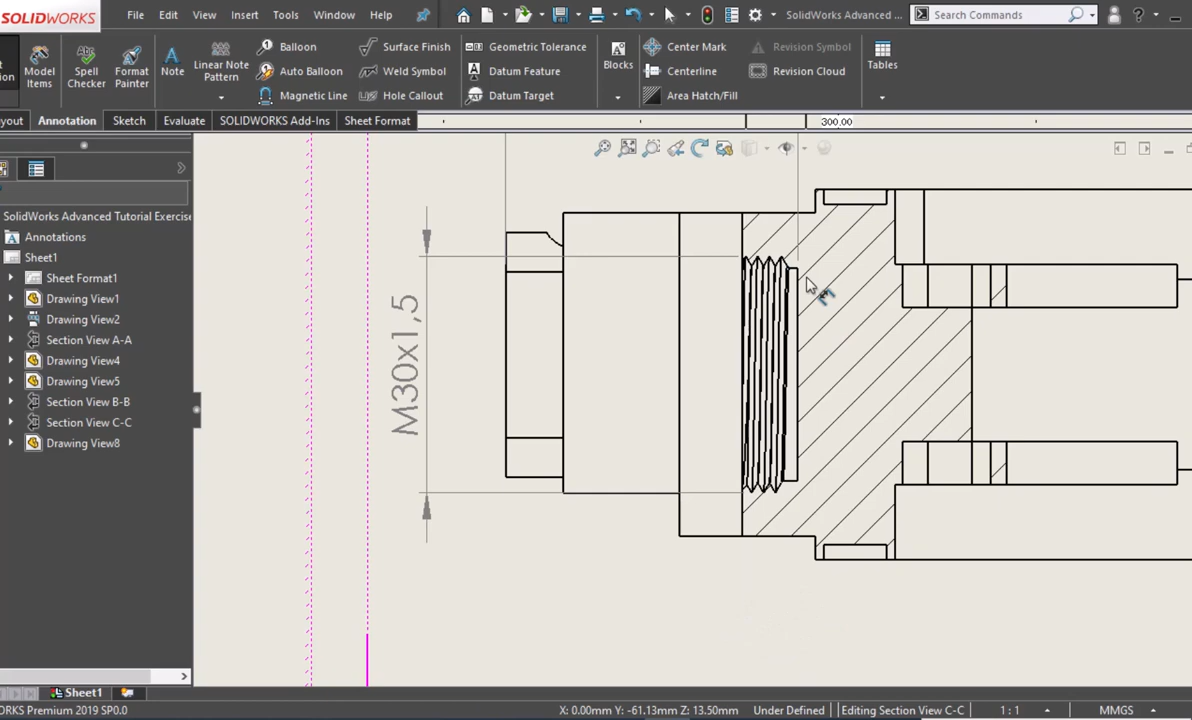 SOLIDWORKS File Edit View Insert Tools Window Help SolidWorks Advanced ... Search Commands
Model Items
Spell Checker
Format Painter
Note
Linear Note Pattern
Balloon
Auto Balloon
Magnetic Line
Surface Finish
Weld Symbol
Hole Callout
Geometric Tolerance
Datum Feature
Datum Target
Blocks
Center Mark
Centerline
Area Hatch/Fill
Revision Symbol
Revision Cloud
Tables
Annotation Sketch Evaluate SOLIDWORKS Add-Ins Sheet Format
300,00
SolidWorks Advanced Tutorial Exercise
Annotations
Sheet1
Sheet Format1
Drawing View1
Drawing View2
Section View A-A
Drawing View4
Drawing View5
Section View B-B
Section View C-C
Drawing View8
M30x1,5
Sheet1
ORKS Premium 2019 SP0.0 X: 0.00mm Y: -61.13mm Z: 13.50mm Under Defined Editing Section View C-C 1 : 1 MMGS